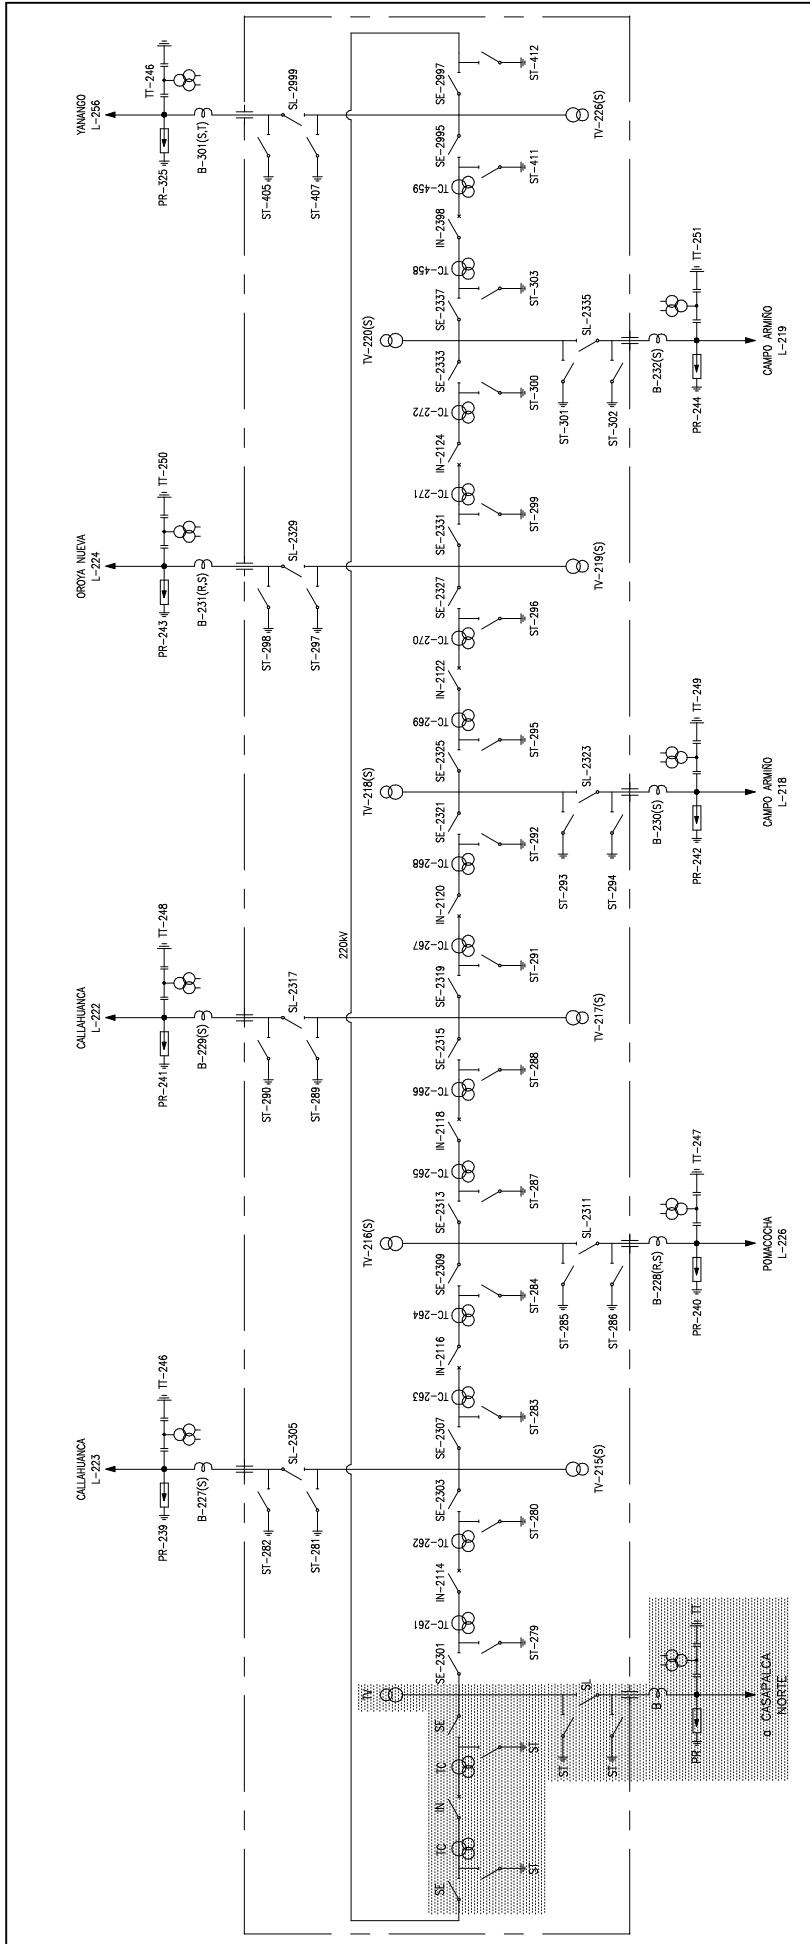 YANANGO
L-256
TT-246
PR-325
B-301(S,T)
SL-2999
ST-405
ST-407
SE-2997
ST-412
TV-226(S)
SE-2995
ST-411
TC-459
IN-2398
TC-458
ST-303
SE-2337
TV-220(S)
SL-2335
TT-251
CAMPO ARMIÑO
L-219
B-232(S)
PR-244
ST-301
ST-302
SE-2333
ST-300
TC-272
IN-2124
TC-271
ST-299
SE-2331
OROYA NUEVA
L-224
TT-250
PR-243
B-231(R,S)
SL-2329
ST-298
ST-297
TV-219(S)
SE-2327
ST-296
TC-270
IN-2122
TC-269
ST-295
SE-2325
TV-218(S)
SL-2323
TT-249
CAMPO ARMIÑO
L-218
B-230(S)
PR-242
ST-293
ST-294
SE-2321
ST-292
TC-268
IN-2120
TC-267
ST-291
SE-2319
220kV
CALLAHUANCA
L-222
TT-248
PR-241
B-229(S)
SL-2317
ST-290
ST-289
TV-217(S)
SE-2315
ST-288
TC-266
IN-2118
TC-265
ST-287
SE-2313
TV-216(S)
SL-2311
TT-247
POMACOCHA
L-226
B-228(R,S)
PR-240
ST-285
ST-286
SE-2309
ST-284
TC-264
IN-2116
TC-263
ST-283
SE-2307
CALLAHUANCA
L-223
TT-246
PR-239
B-227(S)
SL-2305
ST-282
ST-281
TV-215(S)
SE-2303
ST-280
TC-262
IN-2114
TC-261
ST-279
SE-2301
TV
SL
TT
B
PR
a CASAPALCA
NORTE
ST
ST
SE
ST
TC
IN
TC
ST
SE